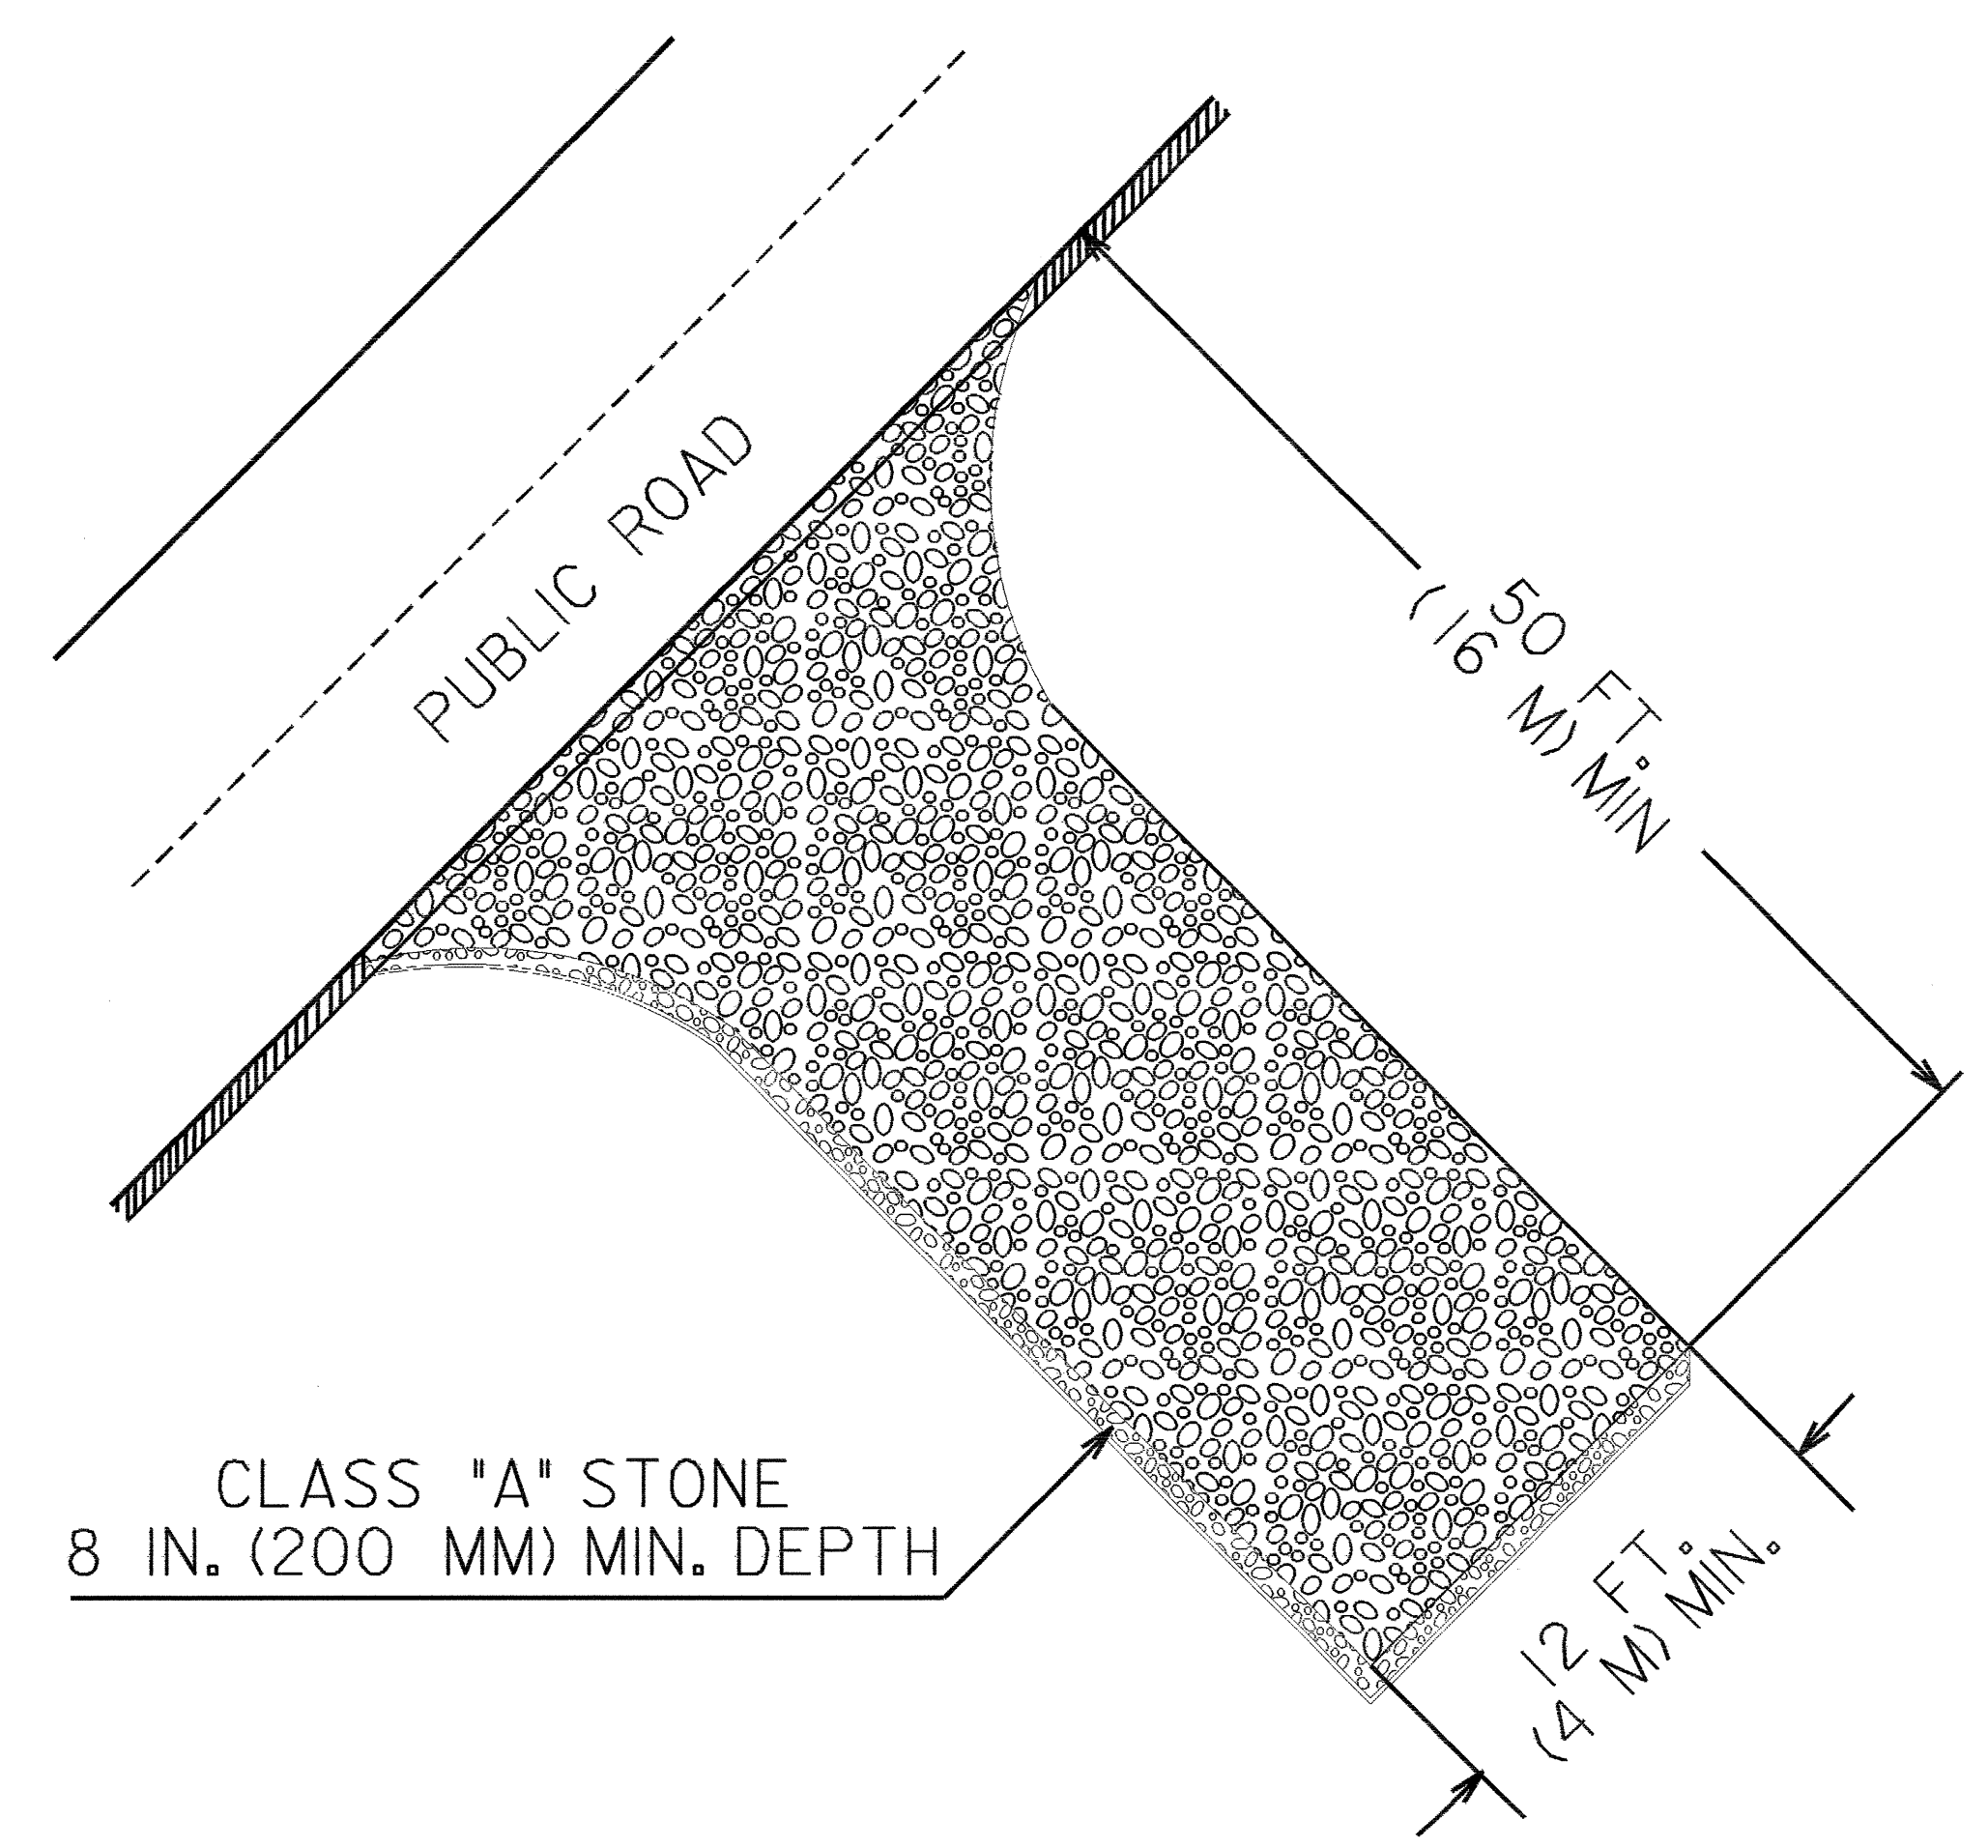 PUBLIC ROAD
50 FT.
(16 M) MIN
CLASS "A" STONE
8 IN. (200 MM) MIN. DEPTH
12 FT.
(4 M) MIN.